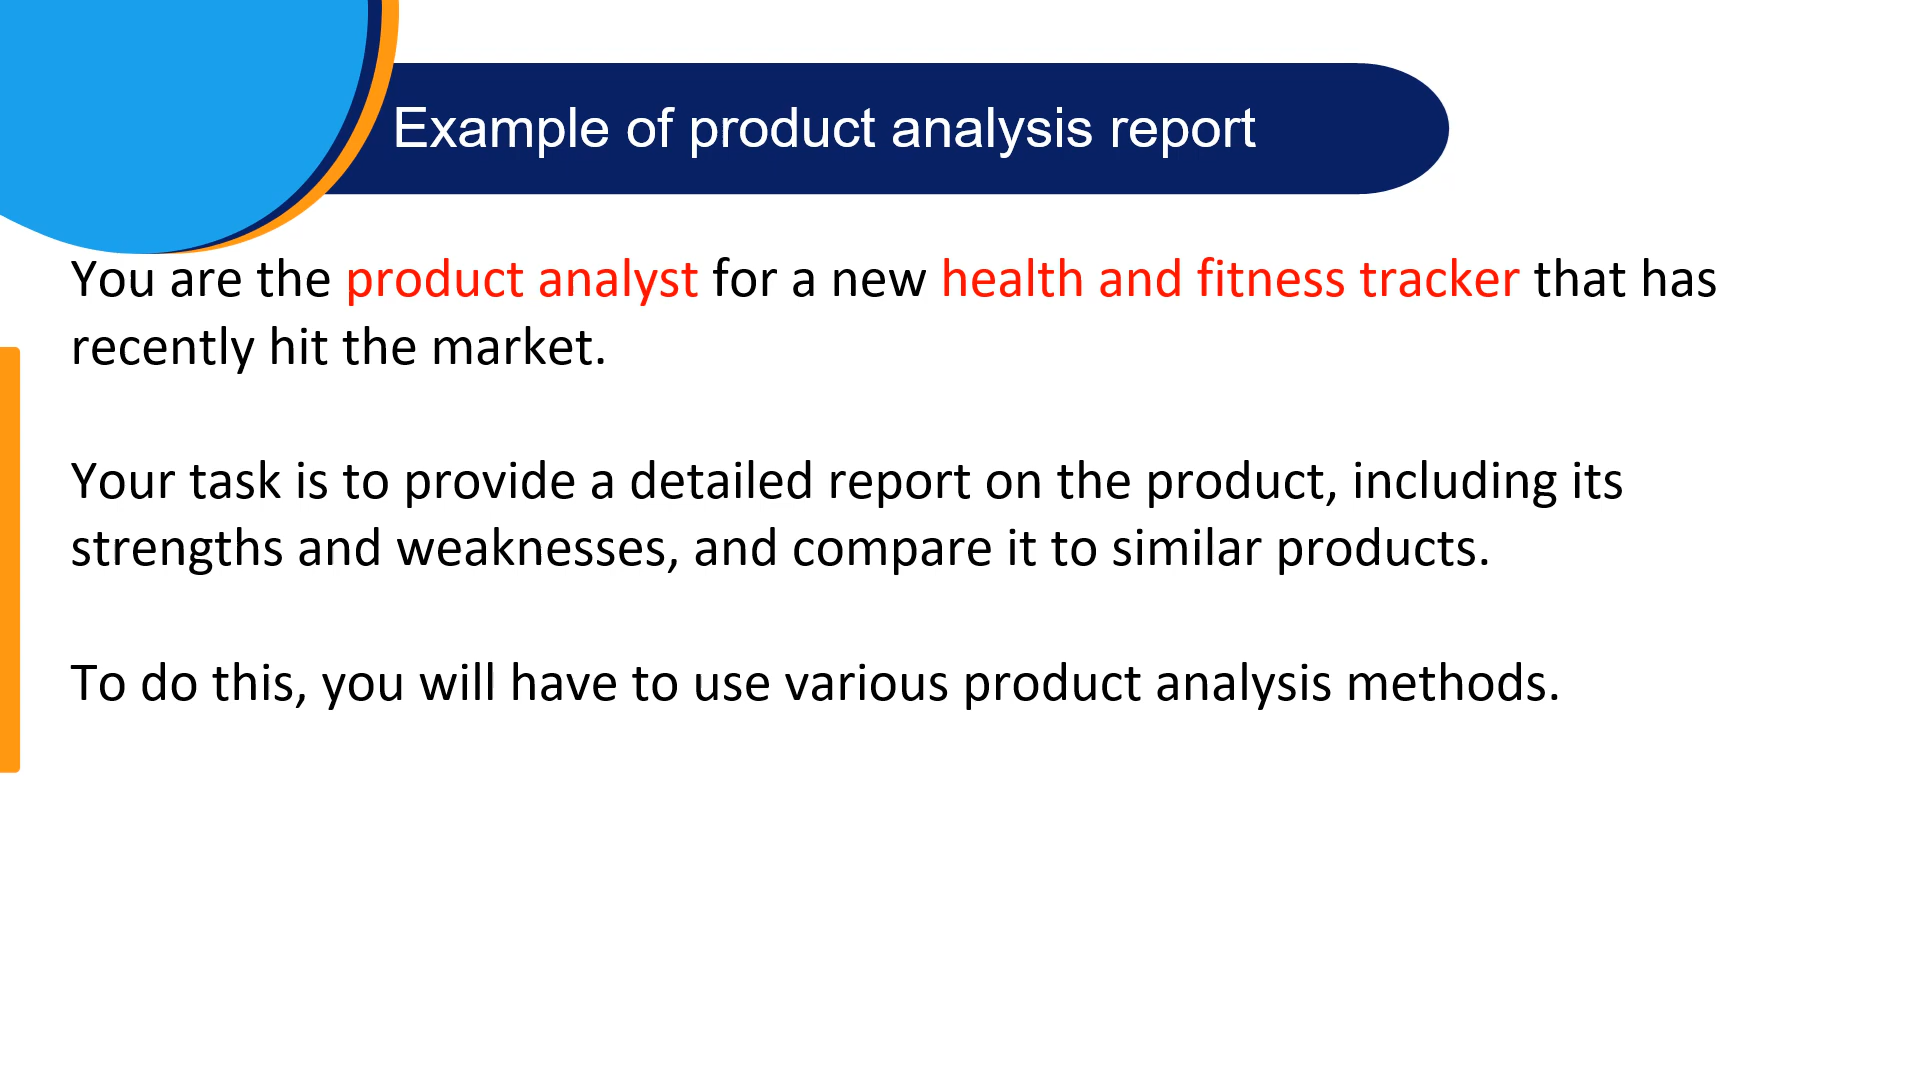 Example of product analysis report
You are the product analyst for a new health and fitness tracker that has
recently hit the market.
Your task is to provide a detailed report on the product, including its
strengths and weaknesses, and compare it to similar products.
To do this, you will have to use various product analysis methods.